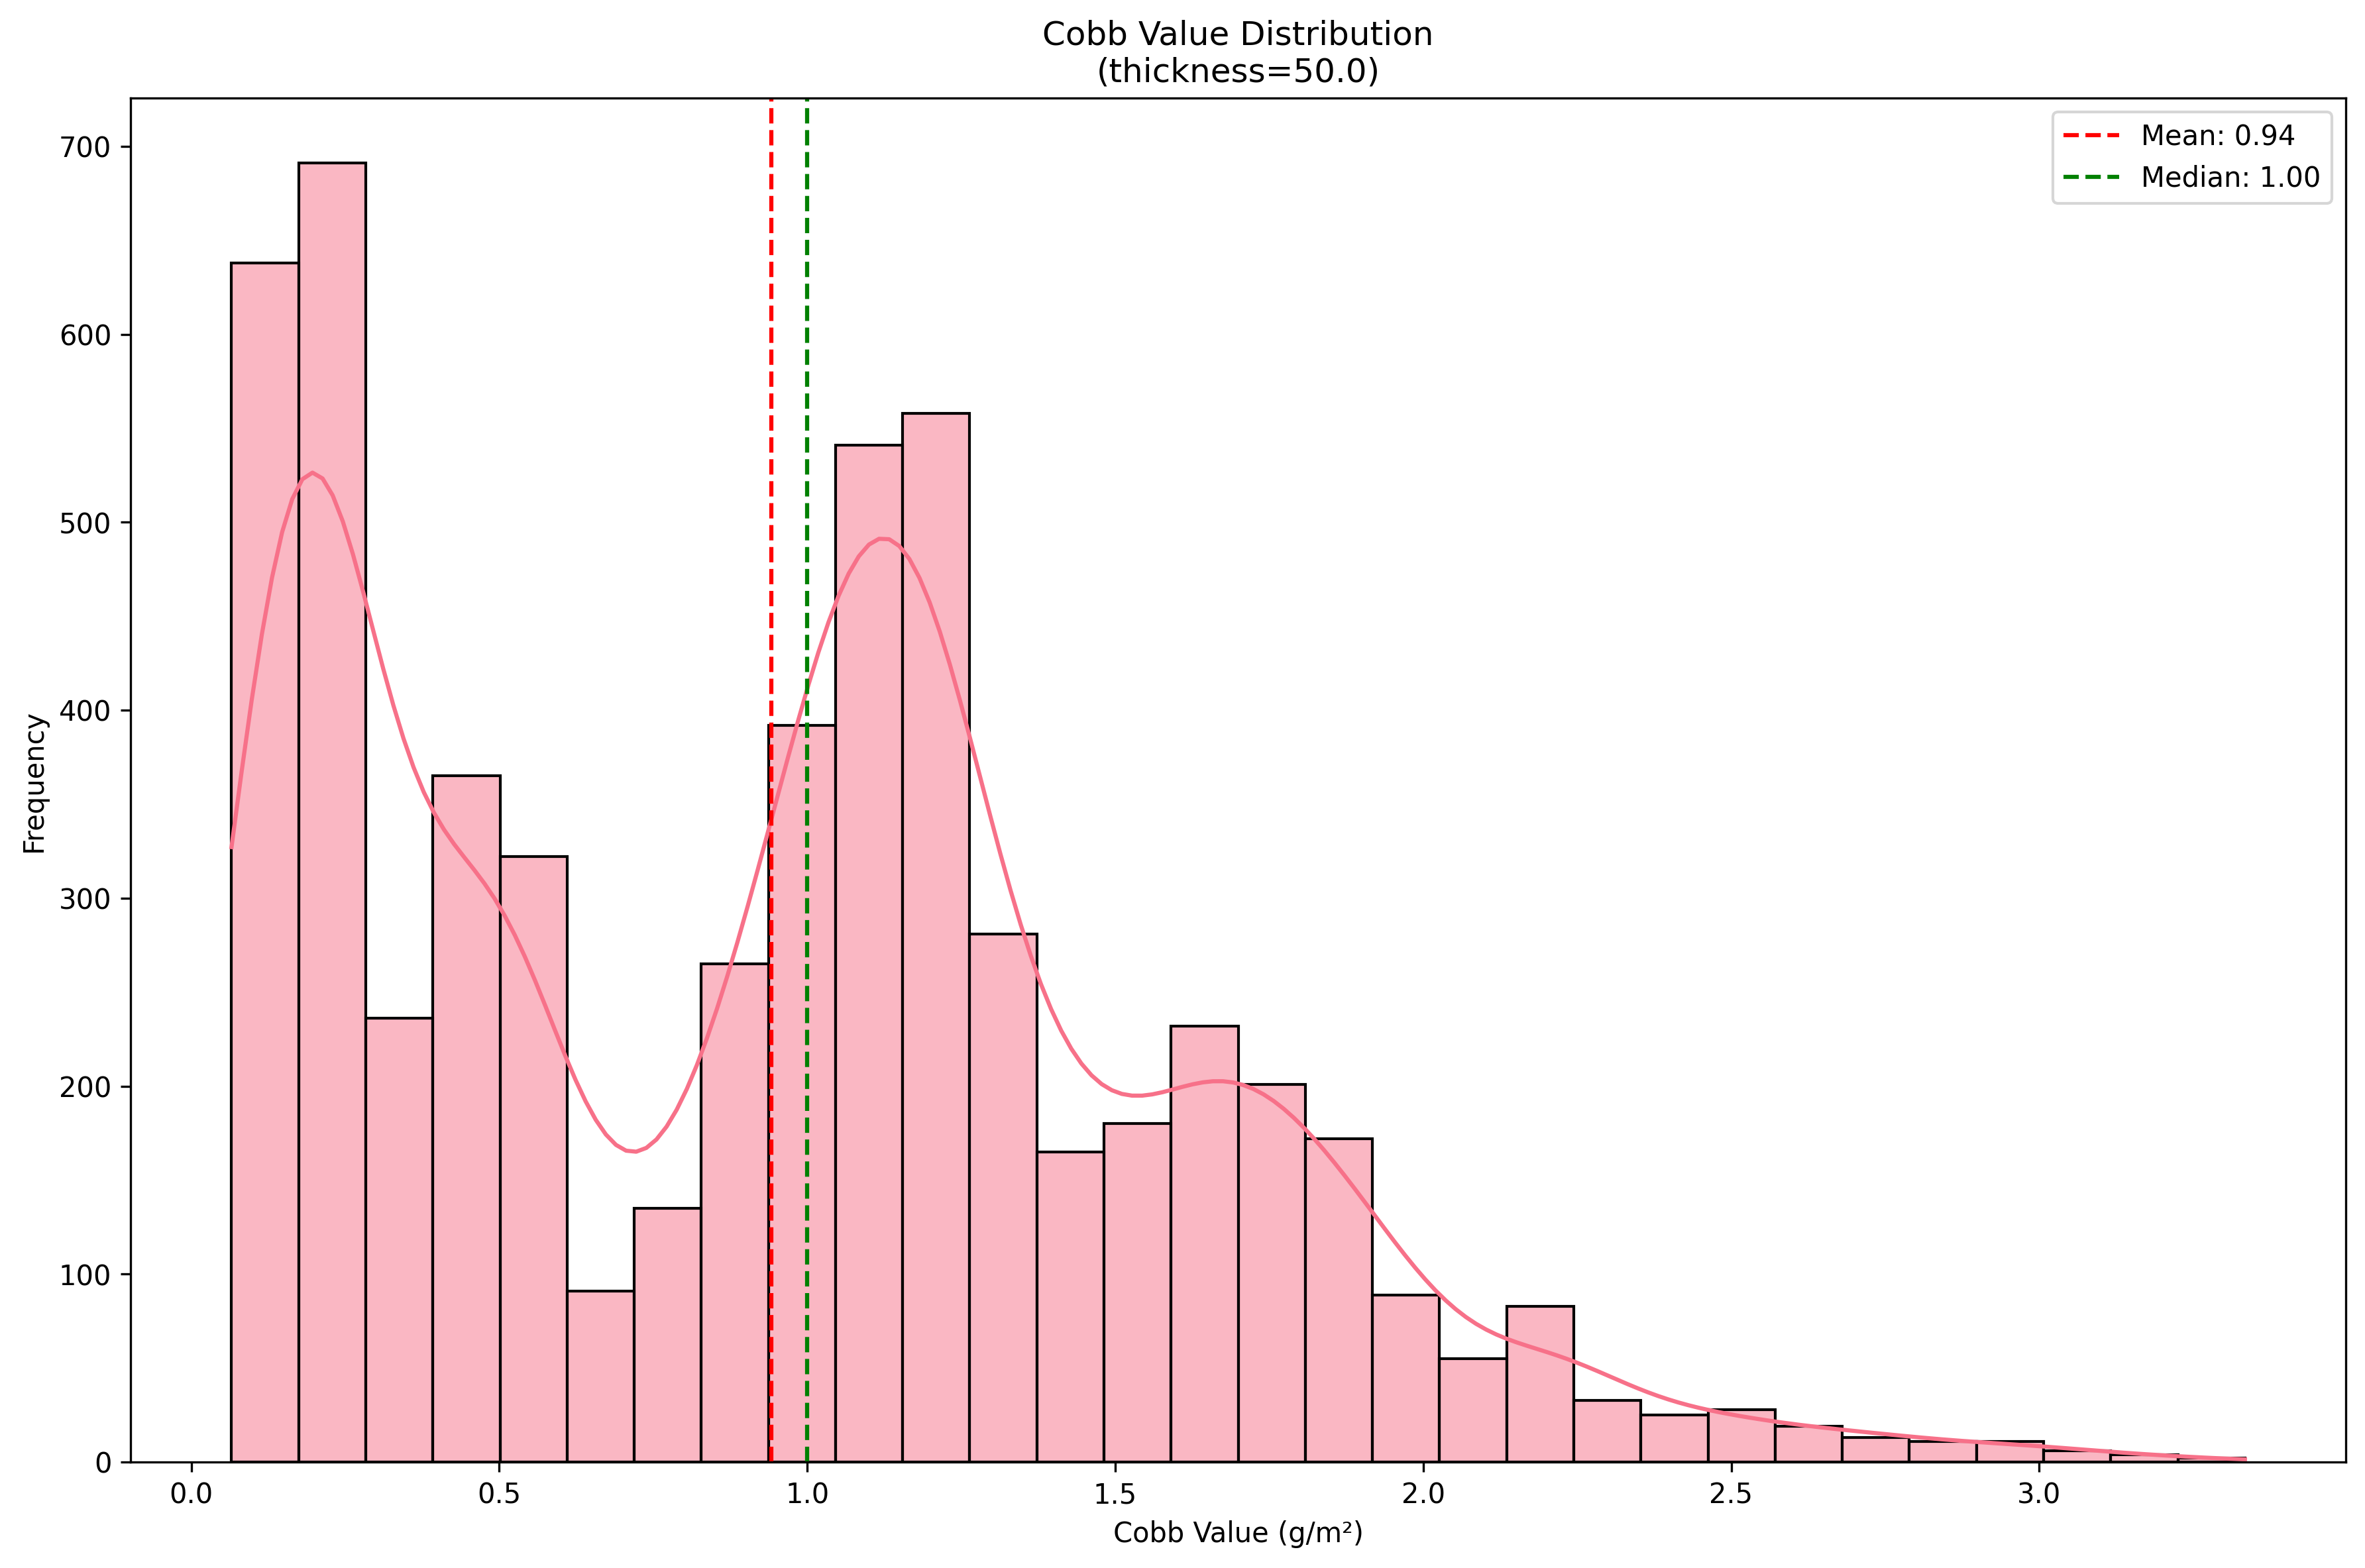 Cobb Value Distribution
(thickness=50.0)
Mean: 0.94
Median: 1.00
Frequency
700
600
500
400
300
200
100
0
0.0 0.5 1.0 1.5 2.0 2.5 3.0
Cobb Value (g/m²)